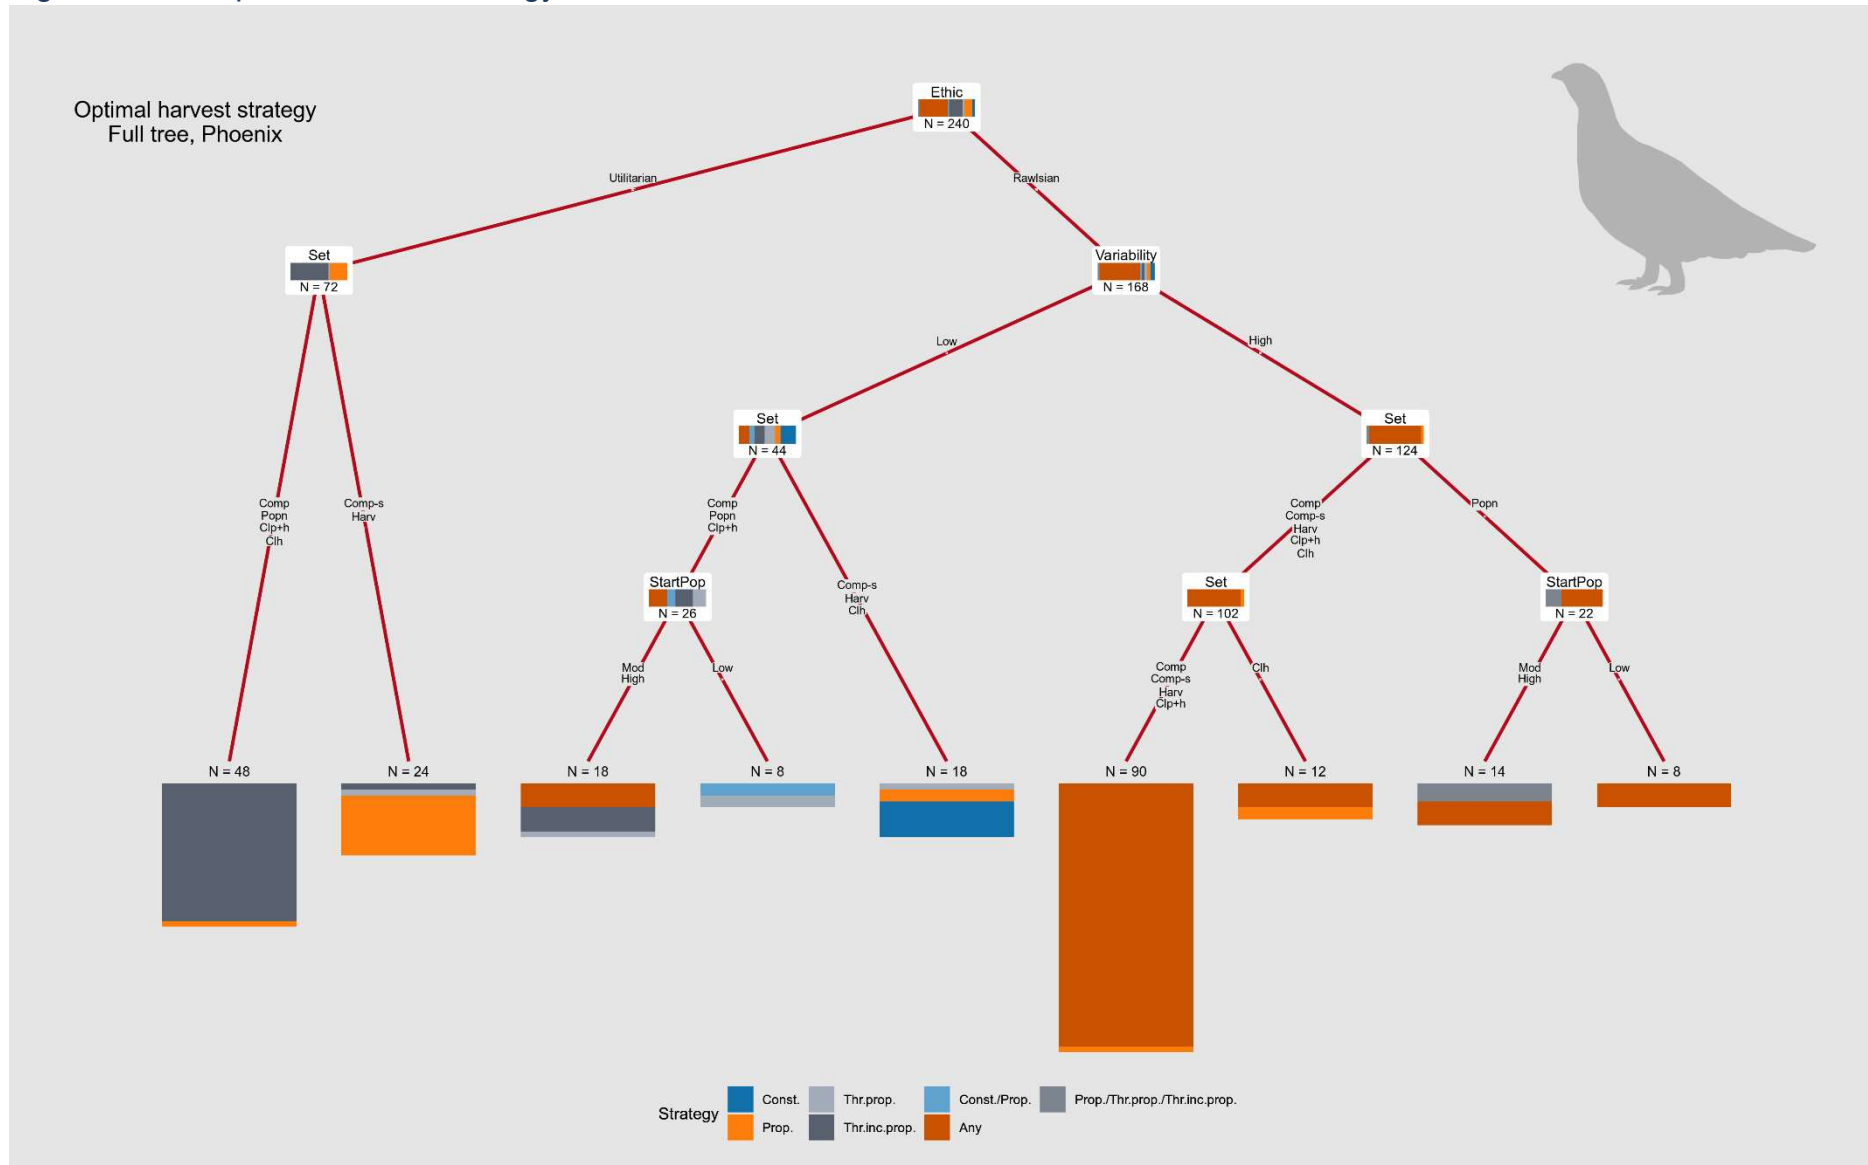 Optimal harvest strategy
Full tree, Phoenix
Ethic
N = 240
Utilitarian
Rawlsian
Set
N = 72
Variability
N = 168
Low
High
Set
N = 44
Set
N = 124
Comp
Popn
Clp+h
Clh
Comp-s
Harv
Comp
Popn
Clp+h
Comp-s
Harv
Clh
Comp
Comp-s
Harv
Clp+h
Clh
Popn
StartPop
N = 26
Set
N = 102
StartPop
N = 22
Mod
High
Low
Comp
Comp-s
Harv
Clp+h
Clh
Mod
High
Low
N = 48
N = 24
N = 18
N = 8
N = 18
N = 90
N = 12
N = 14
N = 8
Strategy
Const.
Thr.prop.
Const./Prop.
Prop./Thr.prop./Thr.inc.prop.
Prop.
Thr.inc.prop.
Any